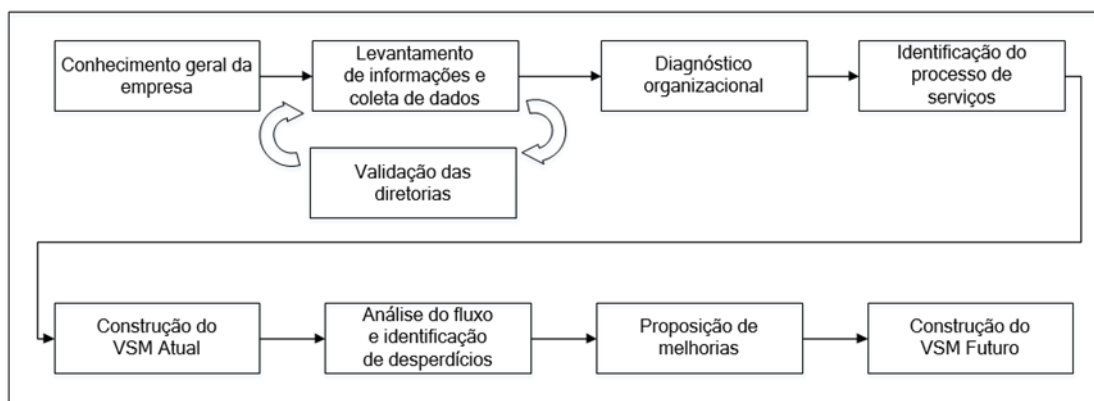 Conhecimento geral da
empresa
Levantamento
de informações e
coleta de dados
Diagnóstico
organizacional
Identificação do
processo de
serviços
Validação das
diretorias
Construção do
VSM Atual
Análise do fluxo
e identificação
de desperdícios
Proposição de
melhorias
Construção do
VSM Futuro